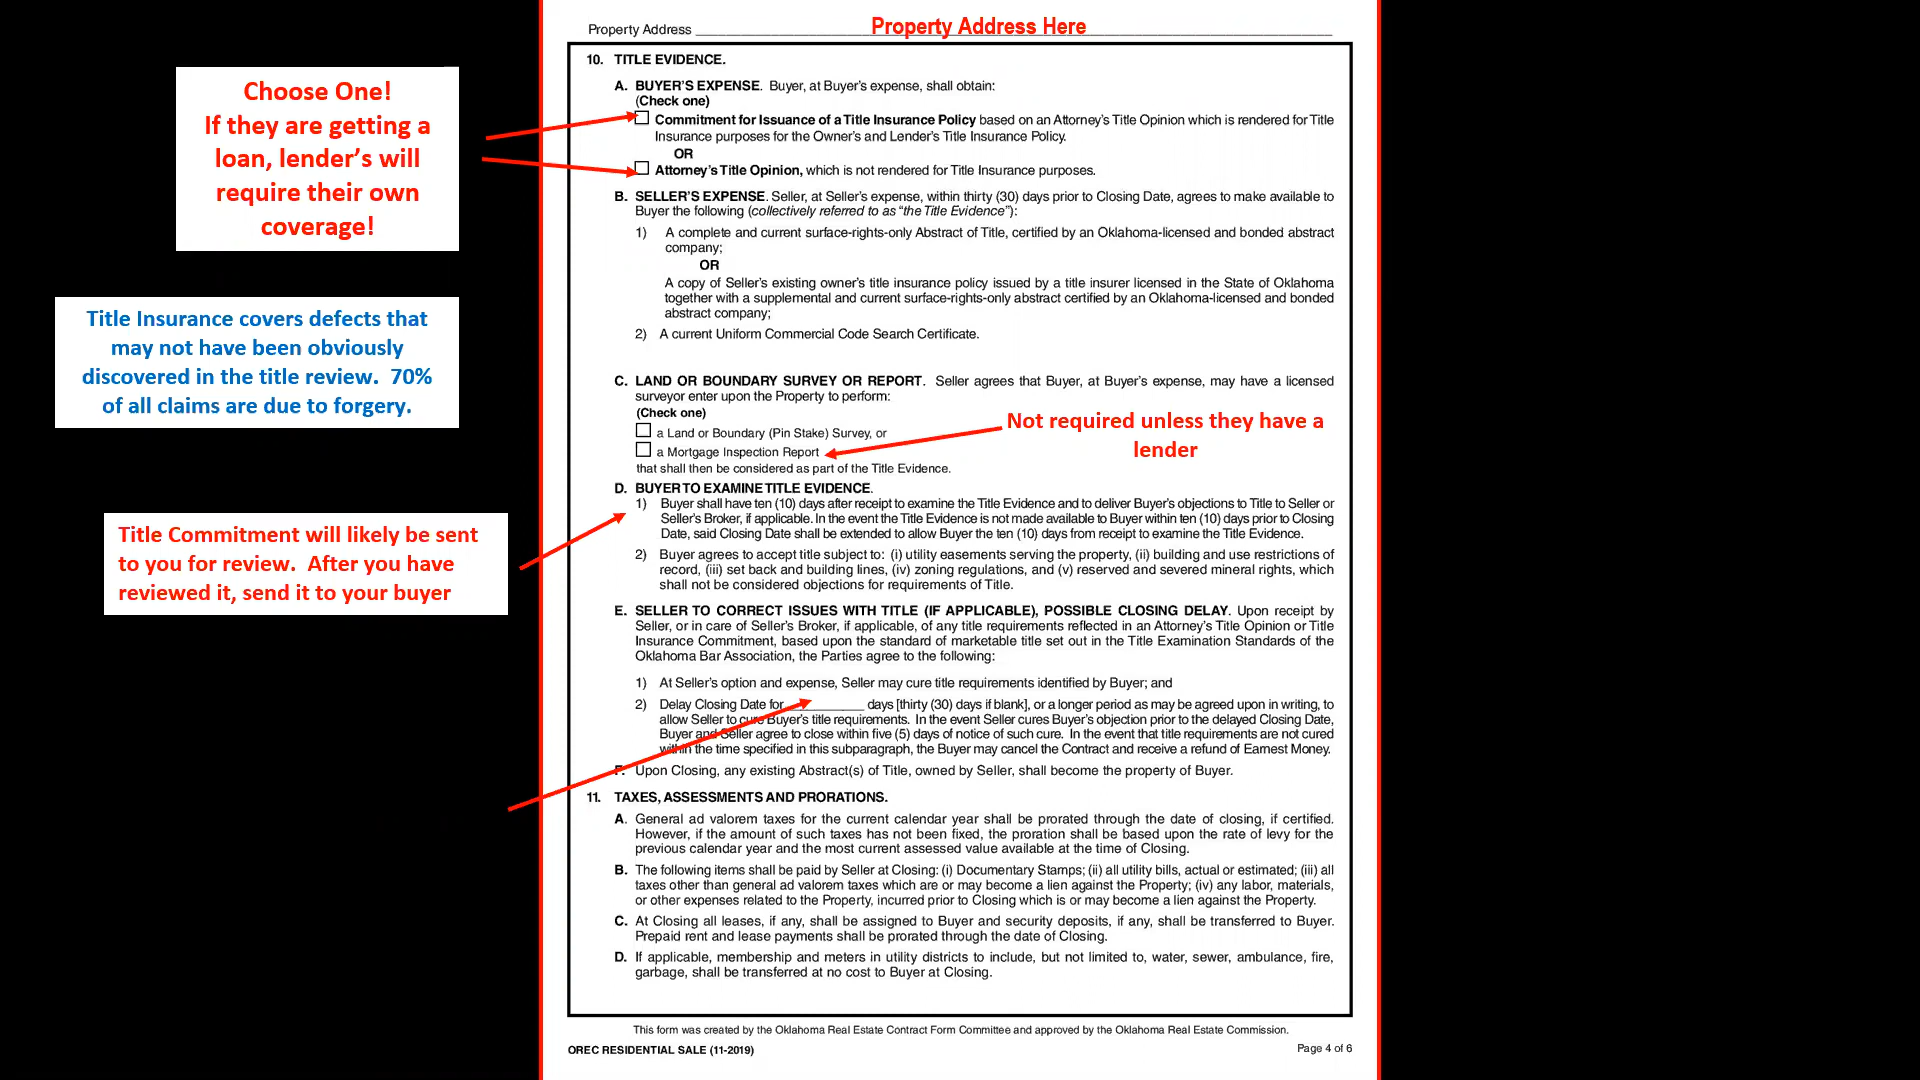 Property Address Property Address Here
10. TITLE EVIDENCE.
A. BUYER'S EXPENSE. Buyer, at Buyer's expense, shall obtain:
(Check one)
Commitment for Issuance of a Title Insurance Policy based on an Attorney's Title Opinion which is rendered for Title
Insurance purposes for the Owner's and Lender's Title Insurance Policy.
OR
Attorney's Title Opinion, which is not rendered for Title Insurance purposes.
B. SELLER'S EXPENSE. Seller, at Seller's expense, within thirty (30) days prior to Closing Date, agrees to make available to
Buyer the following (collectively referred to as "the Title Evidence"):
1) A complete and current surface-rights-only Abstract of Title, certified by an Oklahoma-licensed and bonded abstract
company;
OR
A copy of Seller's existing owner's title insurance policy issued by a title insurer licensed in the State of Oklahoma
together with a supplemental and current surface-rights-only abstract certified by an Oklahoma-licensed and bonded
abstract company;
2) A current Uniform Commercial Code Search Certificate.
C. LAND OR BOUNDARY SURVEY OR REPORT. Seller agrees that Buyer, at Buyer's expense, may have a licensed
surveyor enter upon the Property to perform:
(Check one)
a Land or Boundary (Pin Stake) Survey, or
a Mortgage Inspection Report
that shall then be considered as part of the Title Evidence.
D. BUYER TO EXAMINE TITLE EVIDENCE.
1) Buyer shall have ten (10) days after receipt to examine the Title Evidence and to deliver Buyer's objections to Title to Seller or
Seller's Broker, if applicable. In the event the Title Evidence is not made available to Buyer within ten (10) days prior to Closing
Date, said Closing Date shall be extended to allow Buyer the ten (10) days from receipt to examine the Title Evidence.
2) Buyer agrees to accept title subject to: (i) utility easements serving the property, (ii) building and use restrictions of
record, (iii) set back and building lines, (iv) zoning regulations, and (v) reserved and severed mineral rights, which
shall not be considered objections for requirements of Title.
E. SELLER TO CORRECT ISSUES WITH TITLE (IF APPLICABLE), POSSIBLE CLOSING DELAY. Upon receipt by
Seller, or in care of Seller's Broker, if applicable, of any title requirements reflected in an Attorney's Title Opinion or Title
Insurance Commitment, based upon the standard of marketable title set out in the Title Examination Standards of the
Oklahoma Bar Association, the Parties agree to the following:
1) At Seller's option and expense, Seller may cure title requirements identified by Buyer; and
2) Delay Closing Date for ___________ days [thirty (30) days if blank], or a longer period as may be agreed upon in writing, to
allow Seller to cure Buyer's title requirements. In the event Seller cures Buyer's objection prior to the delayed Closing Date,
Buyer and Seller agree to close within five (5) days of notice of such cure. In the event that title requirements are not cured
within the time specified in this subparagraph, the Buyer may cancel the Contract and receive a refund of Earnest Money.
F. Upon Closing, any existing Abstract(s) of Title, owned by Seller, shall become the property of Buyer.
11. TAXES, ASSESSMENTS AND PRORATIONS.
A. General ad valorem taxes for the current calendar year shall be prorated through the date of closing, if certified.
However, if the amount of such taxes has not been fixed, the proration shall be based upon the rate of levy for the
previous calendar year and the most current assessed value available at the time of Closing.
B. The following items shall be paid by Seller at Closing: (i) Documentary Stamps; (ii) all utility bills, actual or estimated; (iii) all
taxes other than general ad valorem taxes which are or may become a lien against the Property; (iv) any labor, materials,
or other expenses related to the Property, incurred prior to Closing which is or may become a lien against the Property.
C. At Closing all leases, if any, shall be assigned to Buyer and security deposits, if any, shall be transferred to Buyer.
Prepaid rent and lease payments shall be prorated through the date of Closing.
D. If applicable, membership and meters in utility districts to include, but not limited to, water, sewer, ambulance, fire,
garbage, shall be transferred at no cost to Buyer at Closing.
This form was created by the Oklahoma Real Estate Contract Form Committee and approved by the Oklahoma Real Estate Commission.
OREC RESIDENTIAL SALE (11-2019) Page 4 of 6
Choose One!
If they are getting a
loan, lender's will
require their own
coverage!
Title Insurance covers defects that
may not have been obviously
discovered in the title review. 70%
of all claims are due to forgery.
Title Commitment will likely be sent
to you for review. After you have
reviewed it, send it to your buyer
Not required unless they have a
lender